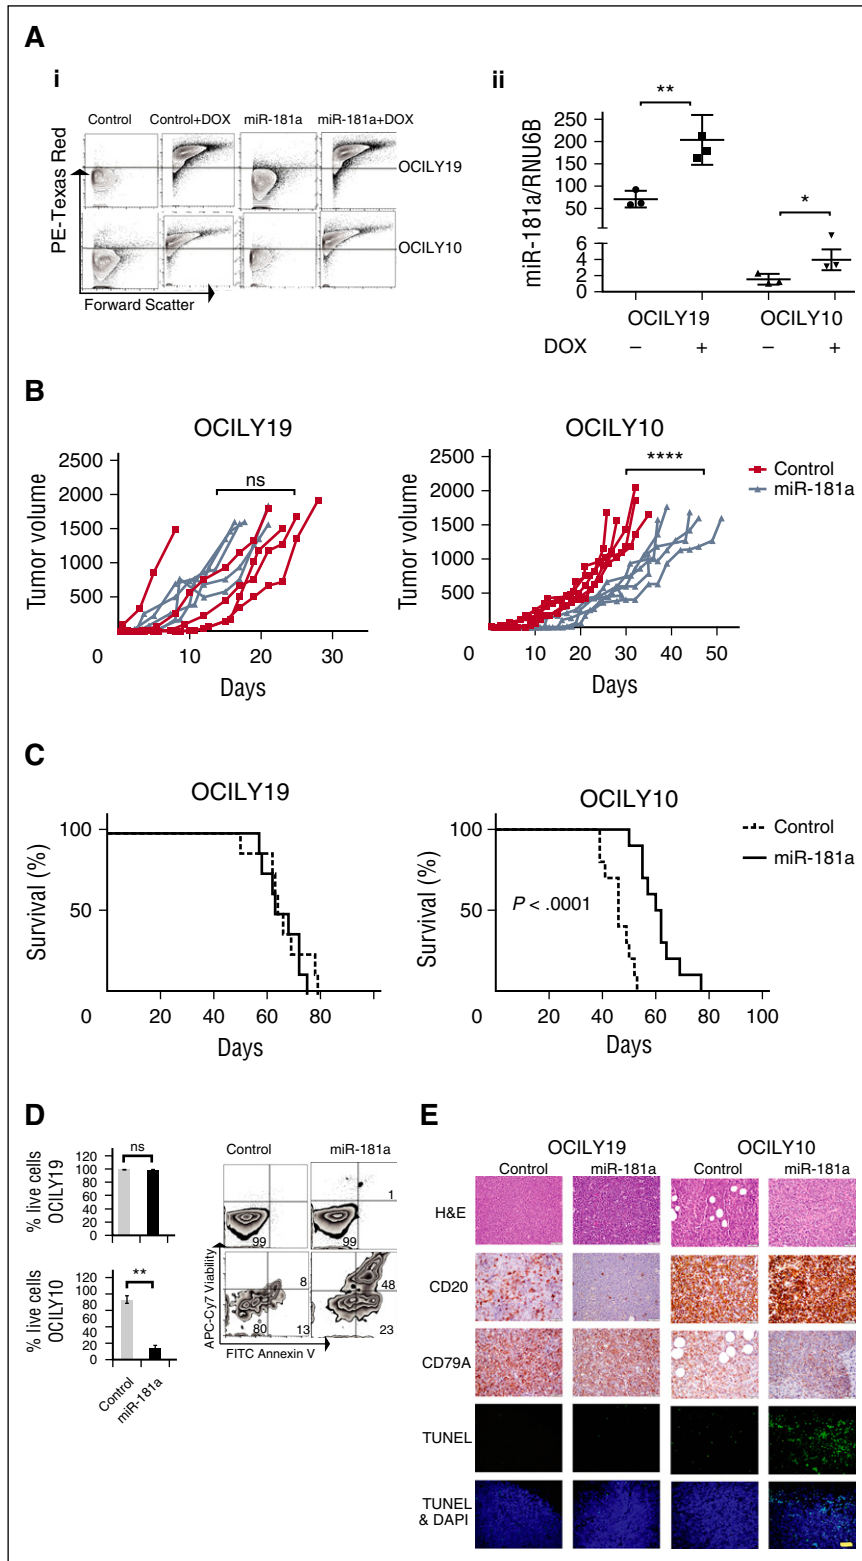 A
i
Control Control+DOX miR-181a miR-181a+DOX
PE-Texas Red
OCILY19
OCILY10
Forward Scatter
ii
miR-181a/RNU6B
**
*
250
200
150
100
50
6
4
2
0
OCILY19 OCILY10
DOX – + – +
B
OCILY19
Tumor volume
2500
2000
1500
1000
500
ns
0 10 20 30
Days
OCILY10
Tumor volume
2500
2000
1500
1000
500
****
0 10 20 30 40 50
Days
Control
miR-181a
C
OCILY19
Survival (%)
100
50
0 20 40 60 80
Days
OCILY10
Survival (%)
100
50
P < .0001
0 20 40 60 80 100
Days
Control
miR-181a
D
% live cells
OCILY19
120
100
80
60
40
20
0
ns
% live cells
OCILY10
120
100
80
60
40
20
0
**
Control
miR-181a
Control miR-181a
1
99 99
8 48
80 13 23
APC-Cy7 Viability
FITC Annexin V
E
OCILY19 OCILY10
Control miR-181a Control miR-181a
H&E
CD20
CD79A
TUNEL
TUNEL
& DAPI